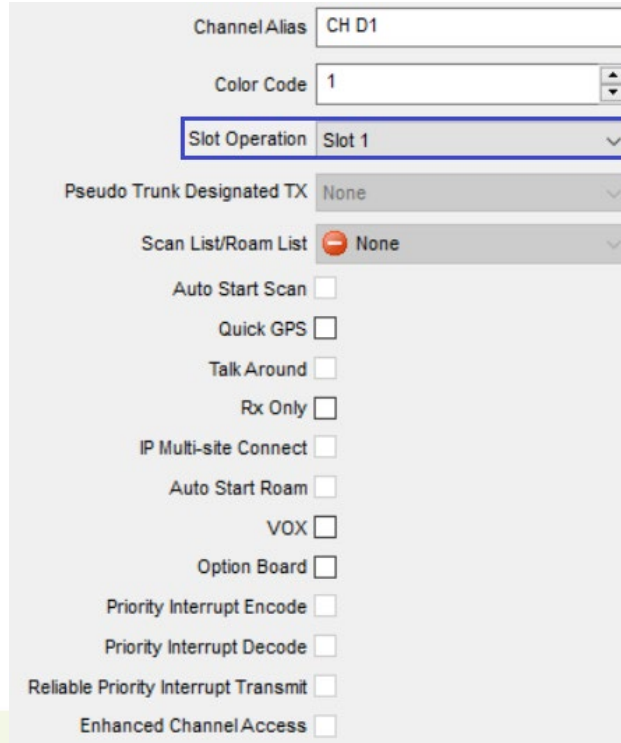 Channel Alias CH D1
Color Code 1
Slot Operation Slot 1
Pseudo Trunk Designated TX None
Scan List/Roam List None
Auto Start Scan
Quick GPS
Talk Around
Rx Only
IP Multi-site Connect
Auto Start Roam
VOX
Option Board
Priority Interrupt Encode
Priority Interrupt Decode
Reliable Priority Interrupt Transmit
Enhanced Channel Access